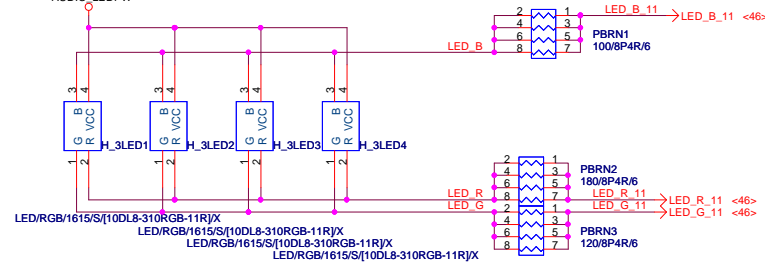 LED_B_11
2 1
LED_B_11 <46>
4 3
PBRN1
6 5
100/8P4R/6
LED_B
8 7
3 4 3 4 3 4 3 4
B VCC B VCC B VCC B VCC
G R G R G R G R
H_3LED1 H_3LED2 H_3LED3 H_3LED4
1 2 1 2 1 2 1 2
2 1
4 3
PBRN2
6 5
180/8P4R/6
LED_R
8 7
LED_R_11
LED_R_11 <46>
LED_G
2 1
LED_G_11
LED_G_11 <46>
4 3
PBRN3
6 5
120/8P4R/6
8 7
LED/RGB/1615/S/[10DL8-310RGB-11R]/X
LED/RGB/1615/S/[10DL8-310RGB-11R]/X
LED/RGB/1615/S/[10DL8-310RGB-11R]/X
LED/RGB/1615/S/[10DL8-310RGB-11R]/X